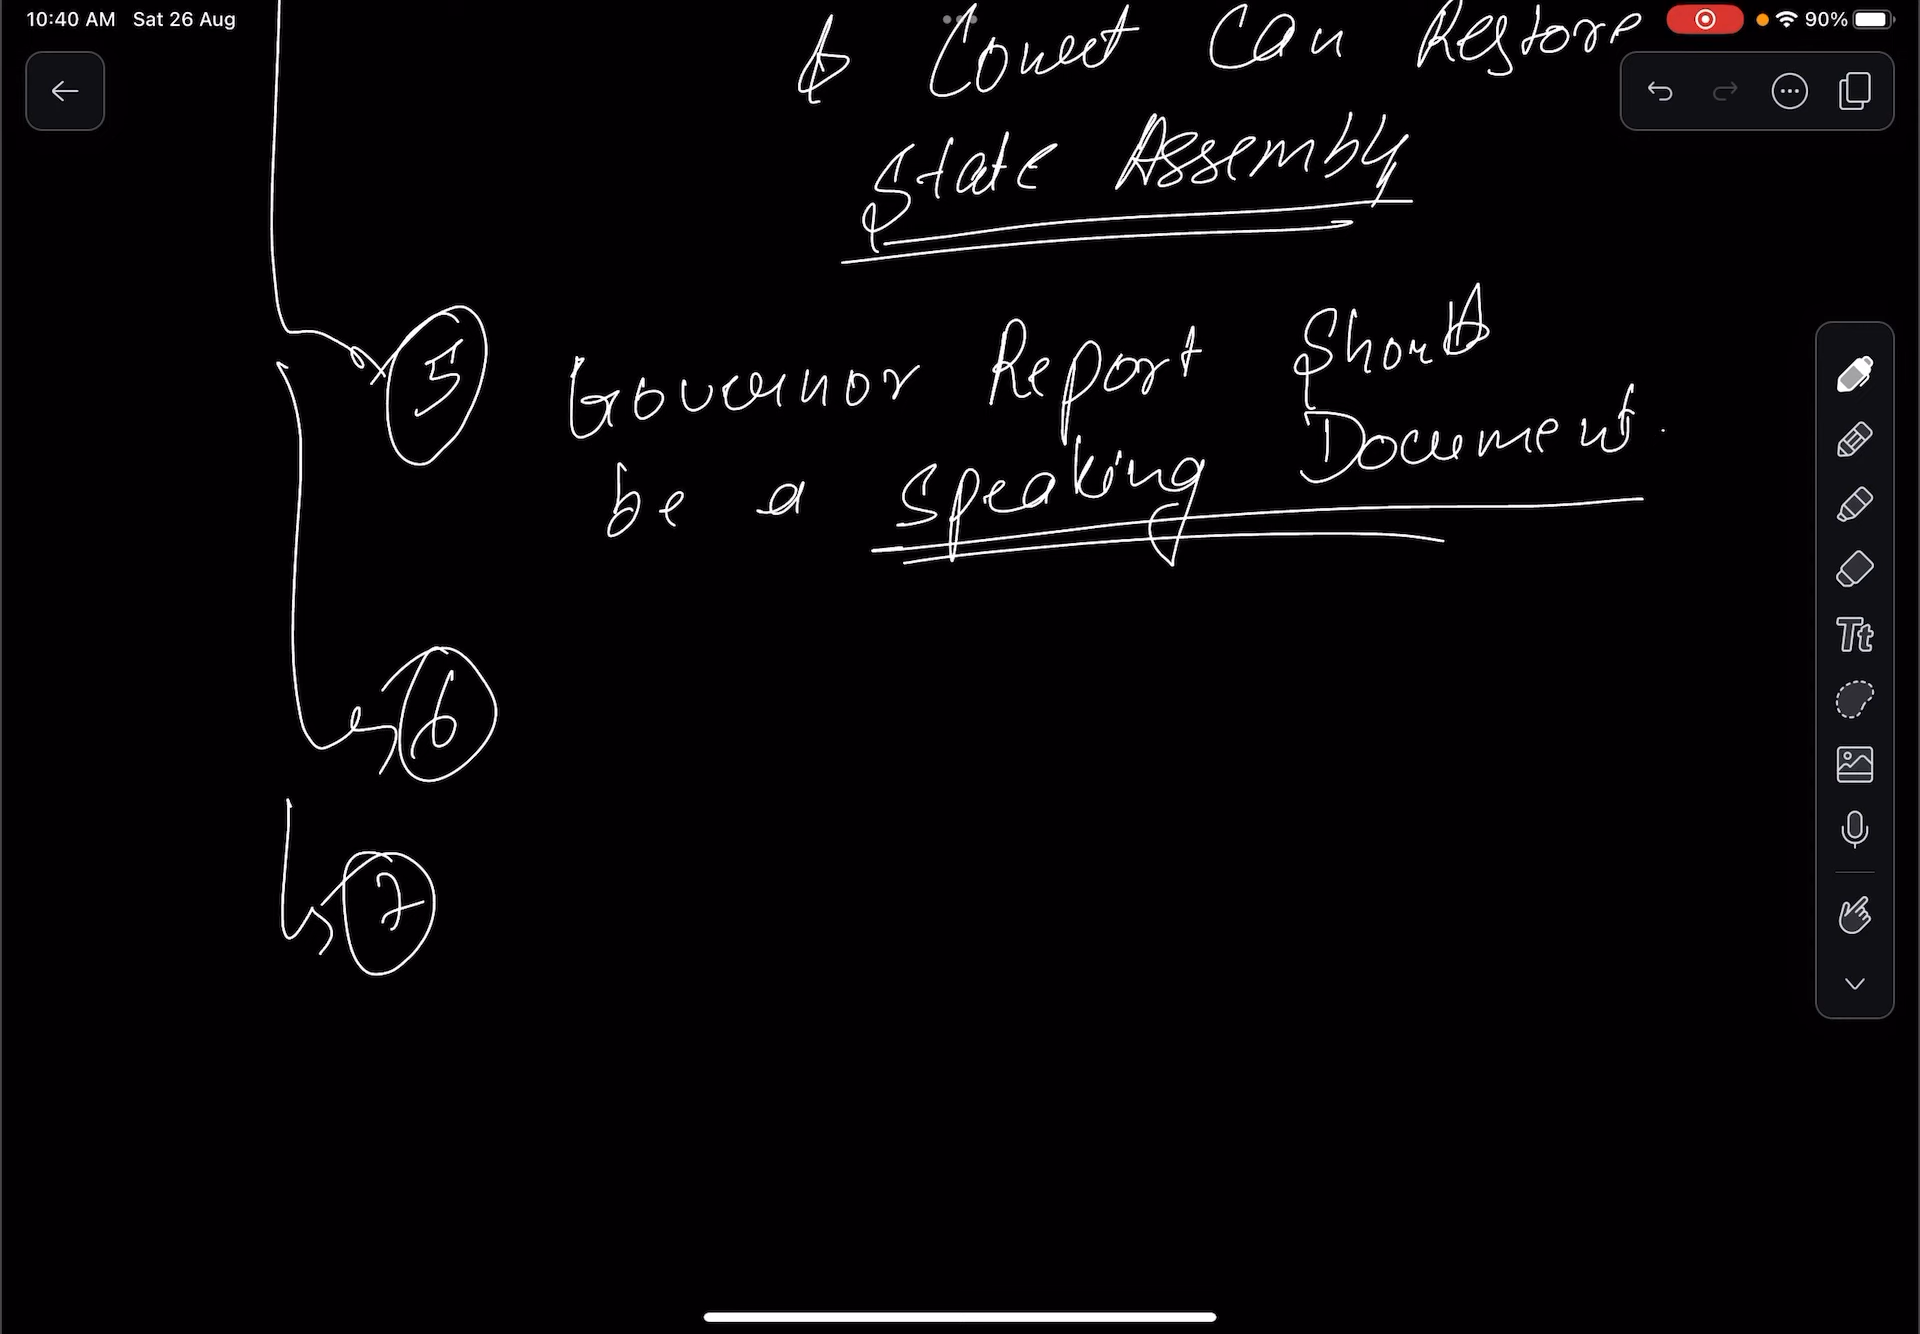 10:40 AM Sat 26 Aug
90%
& Court Can Restore
State Assembly
5 Governor Report Should
be a Speaking Document.
6
7
Tt